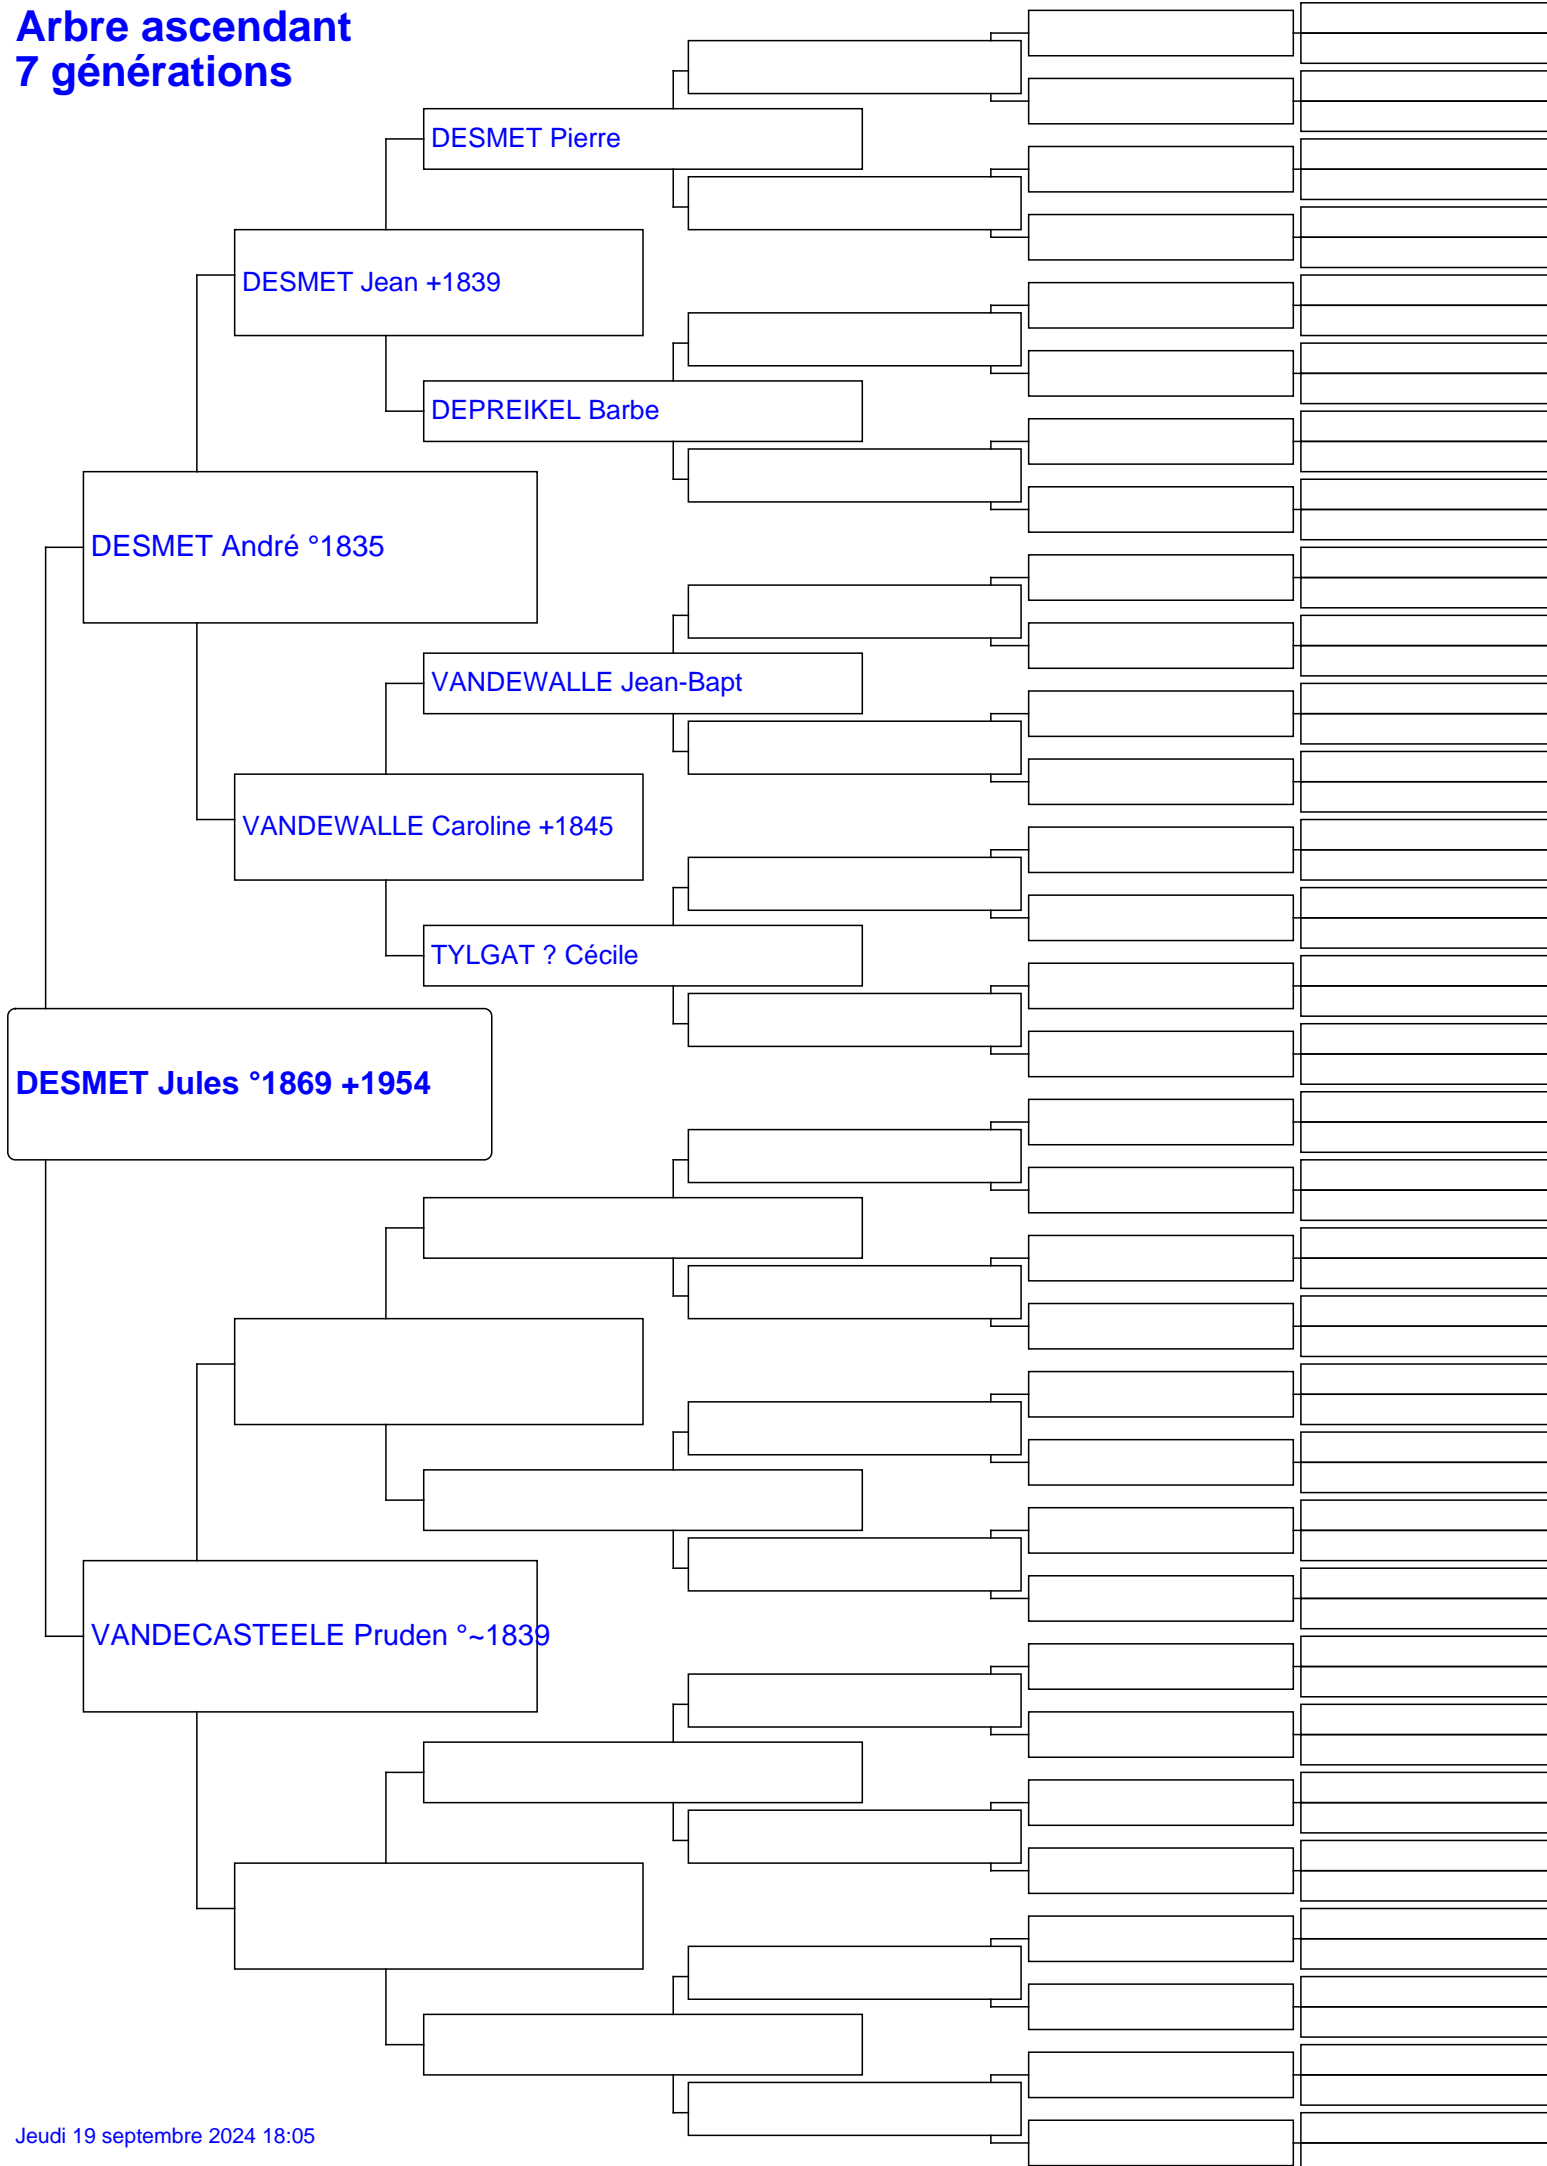 Arbre ascendant
7 générations
DESMET Pierre
DESMET Jean +1839
DEPREIKEL Barbe
DESMET André °1835
VANDEWALLE Jean-Bapt
VANDEWALLE Caroline +1845
TYLGAT ? Cécile
DESMET Jules °1869 +1954
VANDECASTEELE Pruden °~1839
Jeudi 19 septembre 2024 18:05